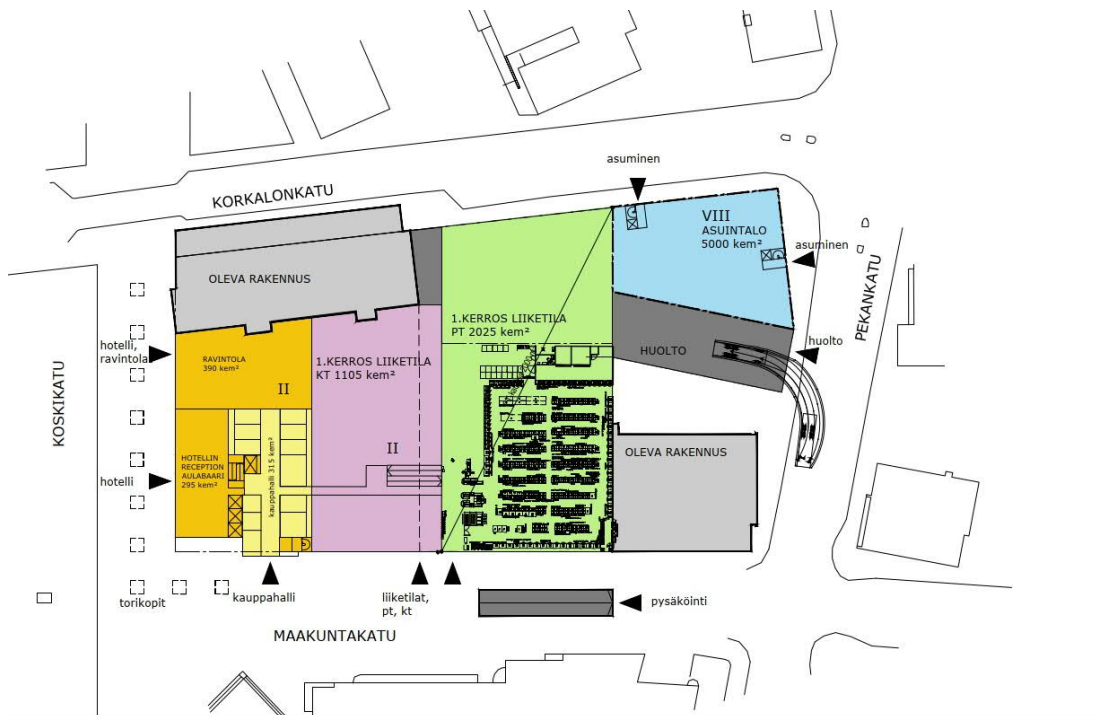 asuminen
KORKALONKATU
VIII
ASUINTALO
5000 kem²
asuminen
OLEVA RAKENNUS
PEKANKATU
1.KERROS LIIKETILA
PT 2025 kem²
hotelli,
ravintola
RAVINTOLA
390 kem²
1.KERROS LIIKETILA
KT 1105 kem²
HUOLTO
huolto
KOSKIKATU
II
II
HOTELLIN
RECEPTION
AULABAARI
295 kem²
kauppahalli 315 kem²
OLEVA RAKENNUS
hotelli
torikopit
kauppahalli
liiketilat,
pt, kt
pysäköinti
MAAKUNTAKATU